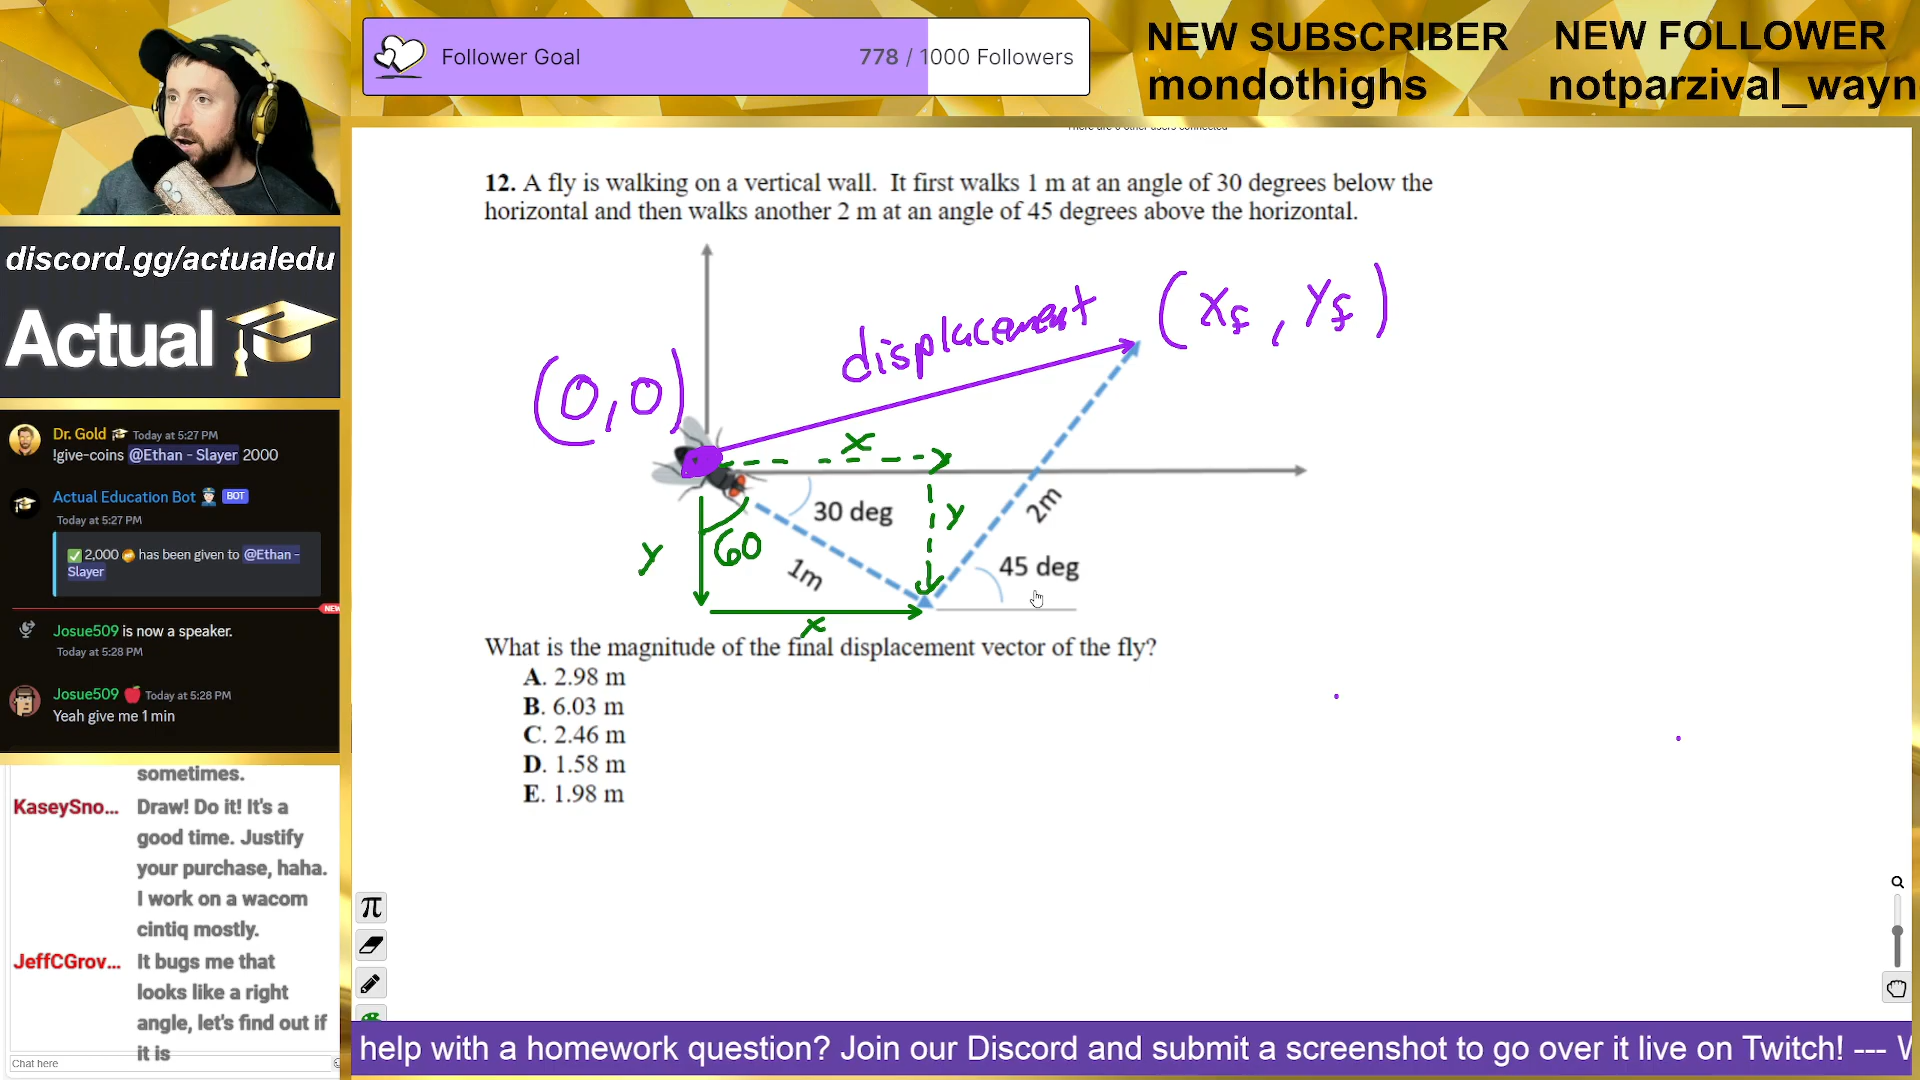 Follower Goal
778 / 1000 Followers
NEW SUBSCRIBER
mondothighs
NEW FOLLOWER
notparzival_wayn
discord.gg/actualedu
Actual
Dr. Gold Today at 5:27 PM
!give-coins @Ethan - Slayer 2000
Actual Education Bot BOT
Today at 5:27 PM
2,000 has been given to @Ethan -
Slayer
NEW
Josue509 is now a speaker.
Today at 5:28 PM
Josue509 Today at 5:28 PM
Yeah give me 1 min
sometimes.
KaseySno... Draw! Do it! It's a
good time. Justify
your purchase, haha.
I work on a wacom
cintiq mostly.
JeffCGrov... It bugs me that
looks like a right
angle, let's find out if
it is
Chat here
There are 0 other users connected
12. A fly is walking on a vertical wall. It first walks 1 m at an angle of 30 degrees below the
horizontal and then walks another 2 m at an angle of 45 degrees above the horizontal.
(0,0)
displacement
(xf, yf)
x
30 deg
y
2m
y
60
1m
45 deg
x
What is the magnitude of the final displacement vector of the fly?
A. 2.98 m
B. 6.03 m
C. 2.46 m
D. 1.58 m
E. 1.98 m
π
help with a homework question? Join our Discord and submit a screenshot to go over it live on Twitch! ---